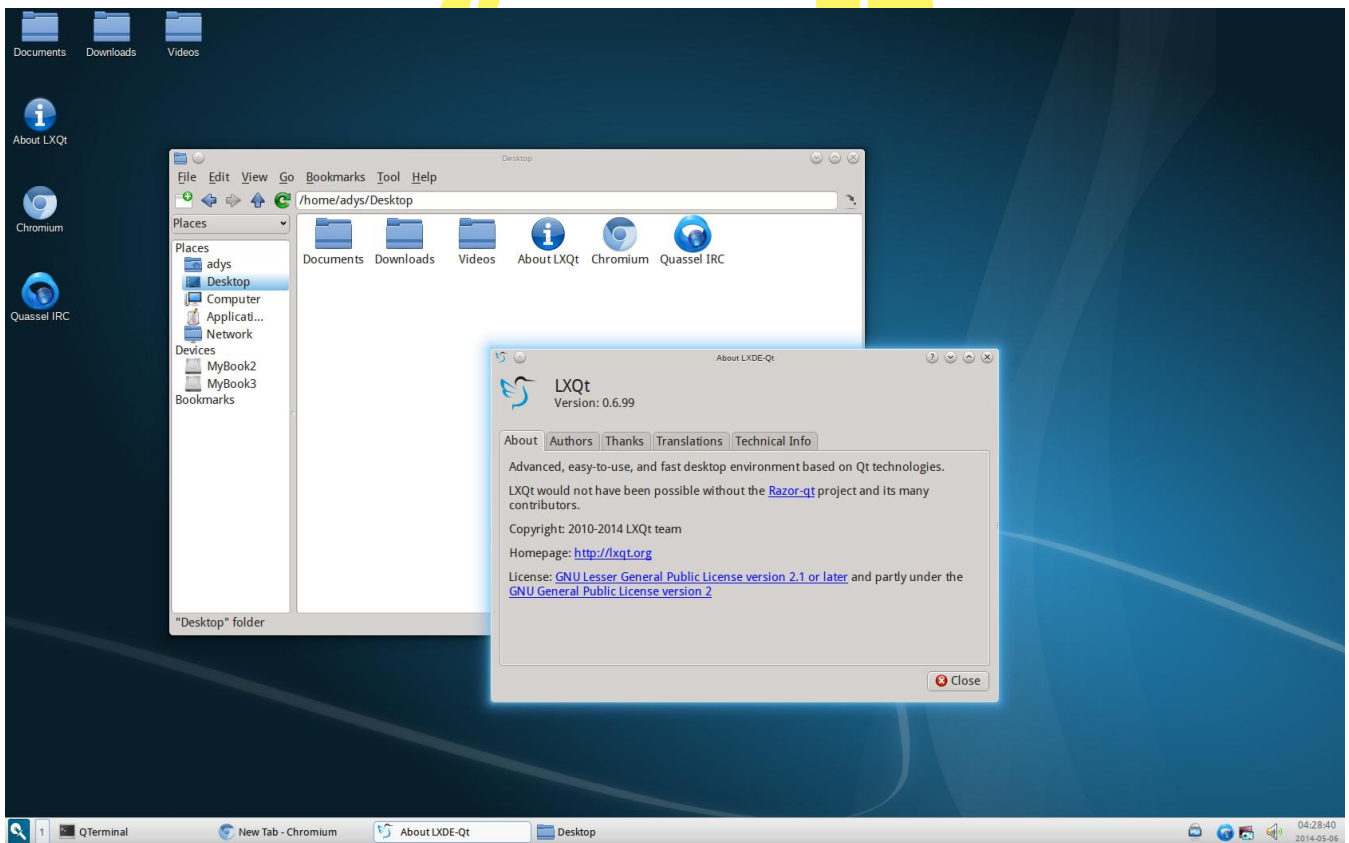 Documents
Downloads
Videos
About LXQt
Chromium
Quassel IRC
Desktop
File Edit View Go Bookmarks Tool Help
/home/adys/Desktop
Places
Places
adys
Desktop
Computer
Applicati...
Network
Devices
MyBook2
MyBook3
Bookmarks
Documents
Downloads
Videos
About LXQt
Chromium
Quassel IRC
"Desktop" folder
About LXDE-Qt
LXQt
Version: 0.6.99
About
Authors
Thanks
Translations
Technical Info
Advanced, easy-to-use, and fast desktop environment based on Qt technologies.
LXQt would not have been possible without the Razor-qt project and its many
contributors.
Copyright: 2010-2014 LXQt team
Homepage: http://lxqt.org
License: GNU Lesser General Public License version 2.1 or later and partly under the
GNU General Public License version 2
Close
1
QTerminal
New Tab - Chromium
About LXDE-Qt
Desktop
04:28:40
2014-05-06